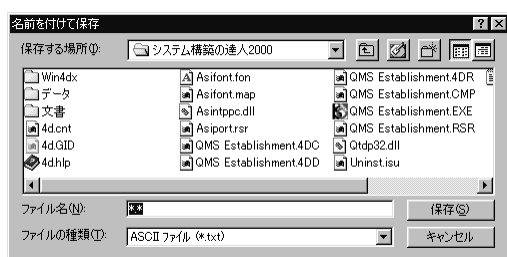 名前を付けて保存
保存する場所(I): システム構築の達人2000
Win4dx
データ
文書
4d.cnt
4d.GID
4d.hlp
Asifont.fon
Asifont.map
Asintppc.dll
Asiport.rsr
QMS Establishment.4DC
QMS Establishment.4DD
QMS Establishment.4DR
QMS Establishment.CMP
QMS Establishment.EXE
QMS Establishment.RSR
Qtdp32.dll
Uninst.isu
ファイル名(N): *.*
保存(S)
ファイルの種類(T): ASCII ファイル (*.txt)
キャンセル